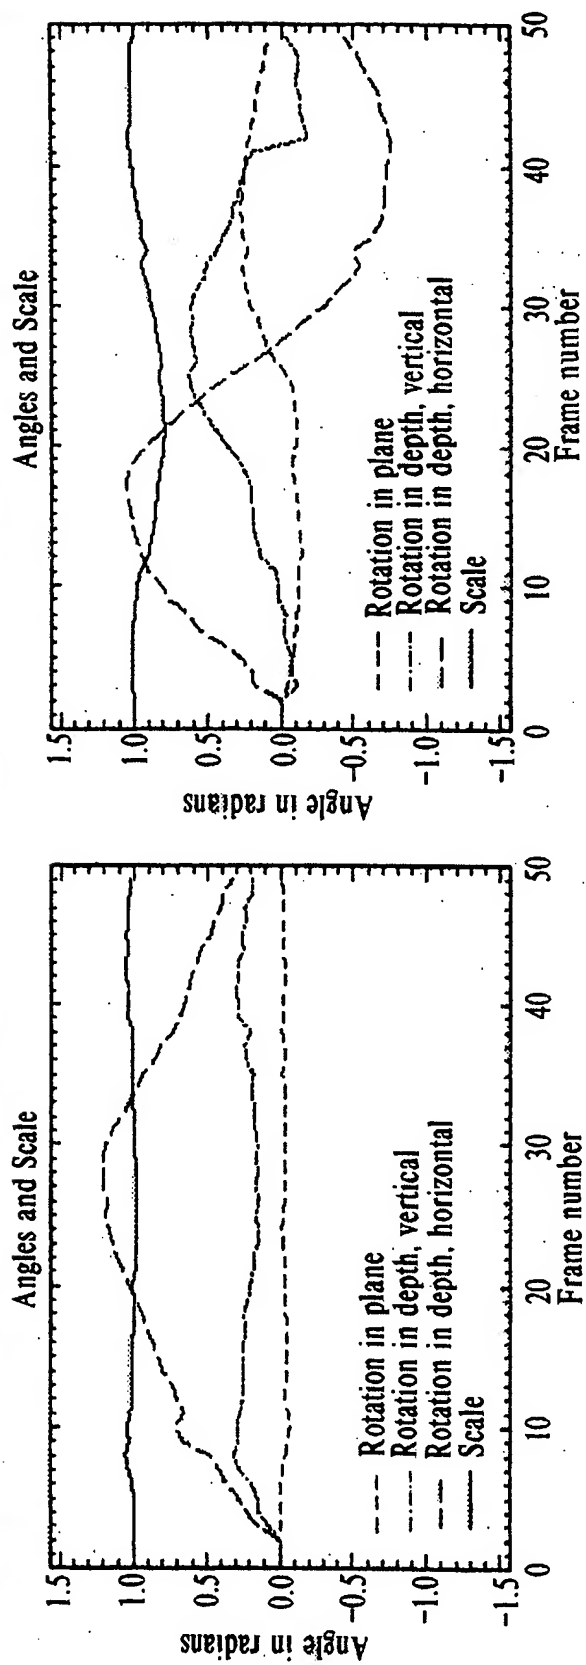 Angles and Scale
1.5
1.0
0.5
0.0
−0.5
−1.0
−1.5
Angle in radians
--- Rotation in plane
-·-·- Rotation in depth, vertical
— — Rotation in depth, horizontal
—— Scale
0 10 20 30 40 50
Frame number
Angles and Scale
1.5
1.0
0.5
0.0
−0.5
−1.0
−1.5
Angle in radians
--- Rotation in plane
-·-·- Rotation in depth, vertical
— — Rotation in depth, horizontal
—— Scale
0 10 20 30 40 50
Frame number